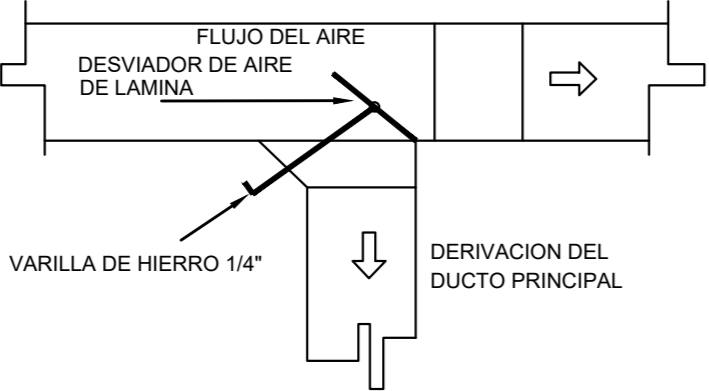 FLUJO DEL AIRE
DESVIADOR DE AIRE
DE LAMINA
VARILLA DE HIERRO 1/4"
DERIVACION DEL
DUCTO PRINCIPAL